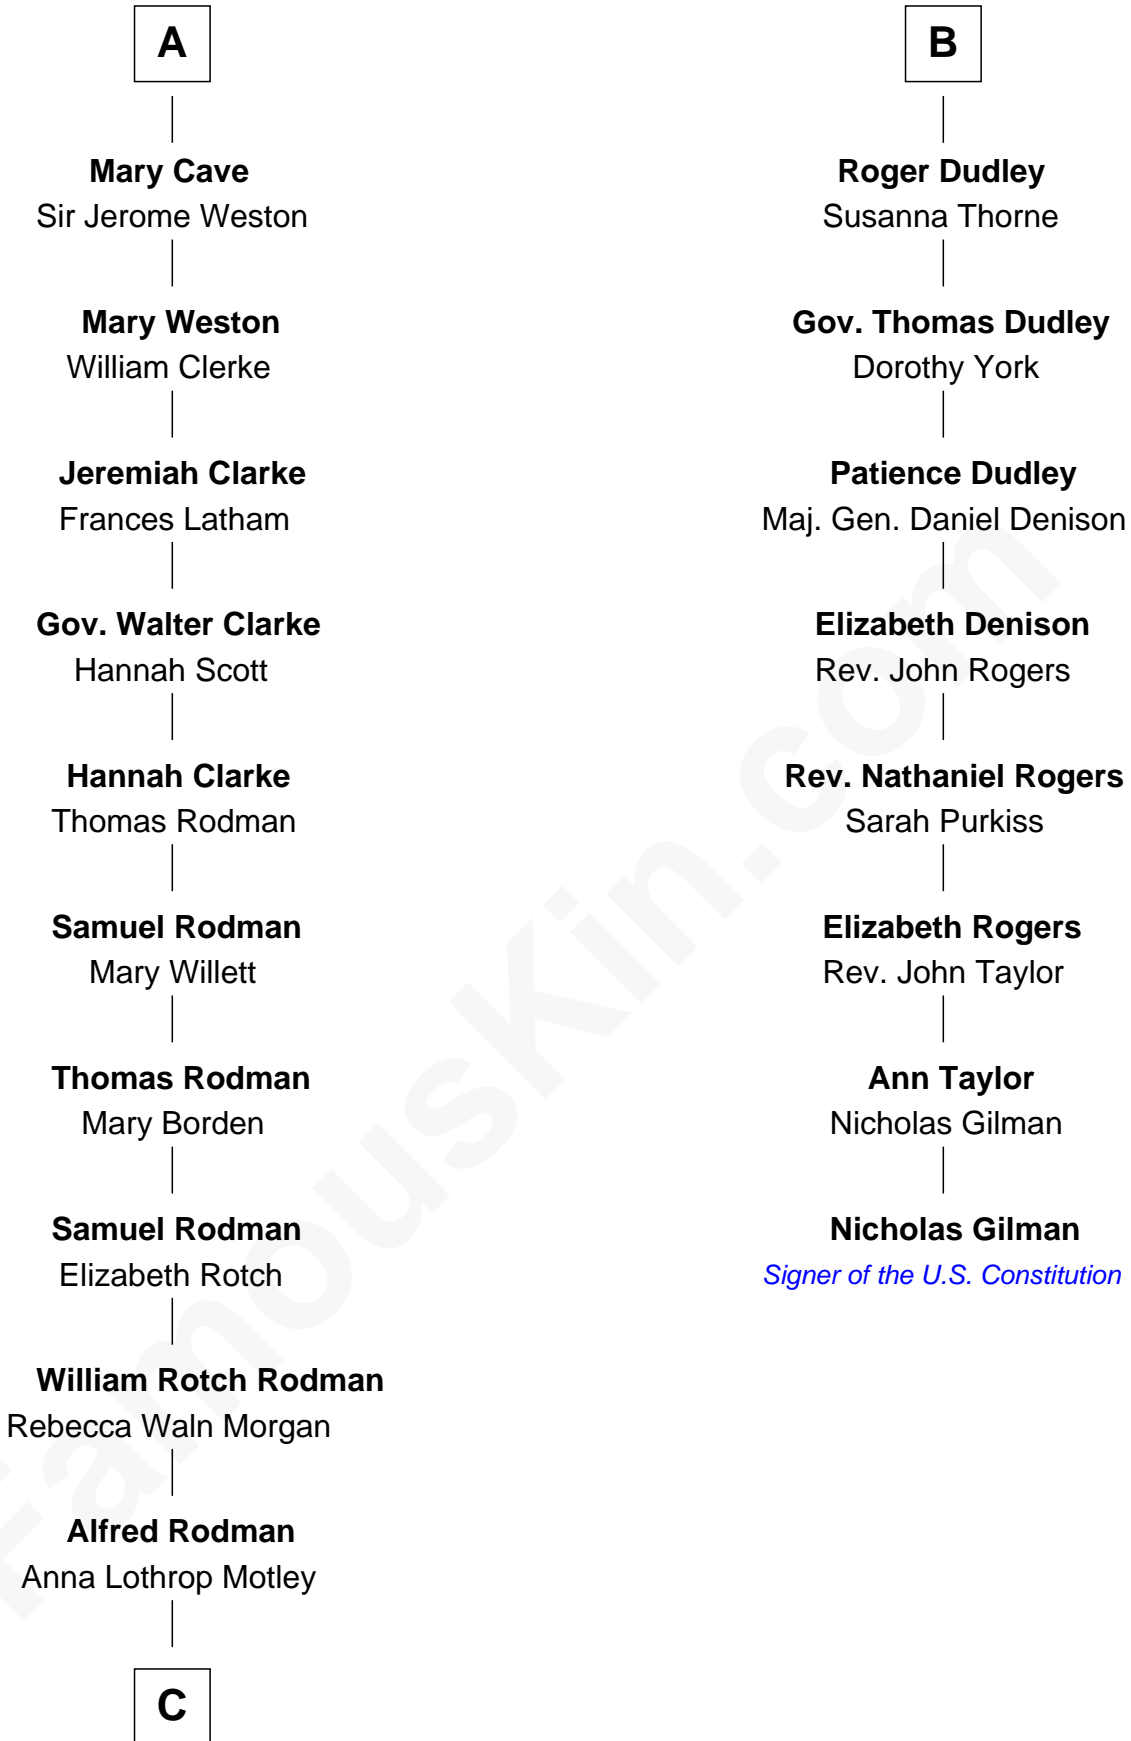 A
Mary Cave
Sir Jerome Weston
Mary Weston
William Clerke
Jeremiah Clarke
Frances Latham
Gov. Walter Clarke
Hannah Scott
Hannah Clarke
Thomas Rodman
Samuel Rodman
Mary Willett
Thomas Rodman
Mary Borden
Samuel Rodman
Elizabeth Rotch
William Rotch Rodman
Rebecca Waln Morgan
Alfred Rodman
Anna Lothrop Motley
C
B
Roger Dudley
Susanna Thorne
Gov. Thomas Dudley
Dorothy York
Patience Dudley
Maj. Gen. Daniel Denison
Elizabeth Denison
Rev. John Rogers
Rev. Nathaniel Rogers
Sarah Purkiss
Elizabeth Rogers
Rev. John Taylor
Ann Taylor
Nicholas Gilman
Nicholas Gilman
Signer of the U.S. Constitution
FamousKin.com